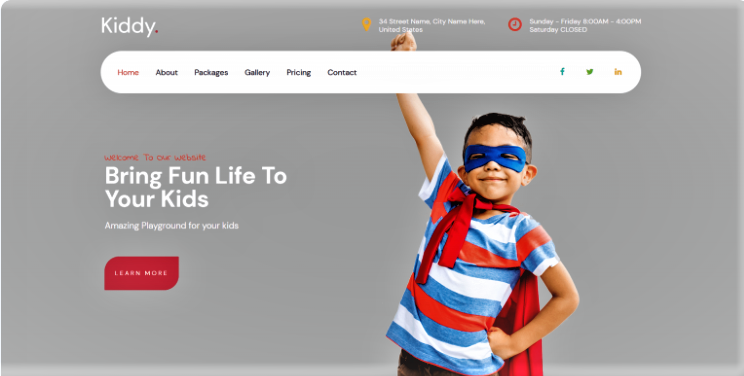 Kiddy.
34 Street Name, City Name Here,
United States
Sunday - Friday 8:00AM - 4:00PM
Saturday CLOSED
Home About Packages Gallery Pricing Contact
Welcome To Our Website
Bring Fun Life To
Your Kids
Amazing Playground for your kids
LEARN MORE